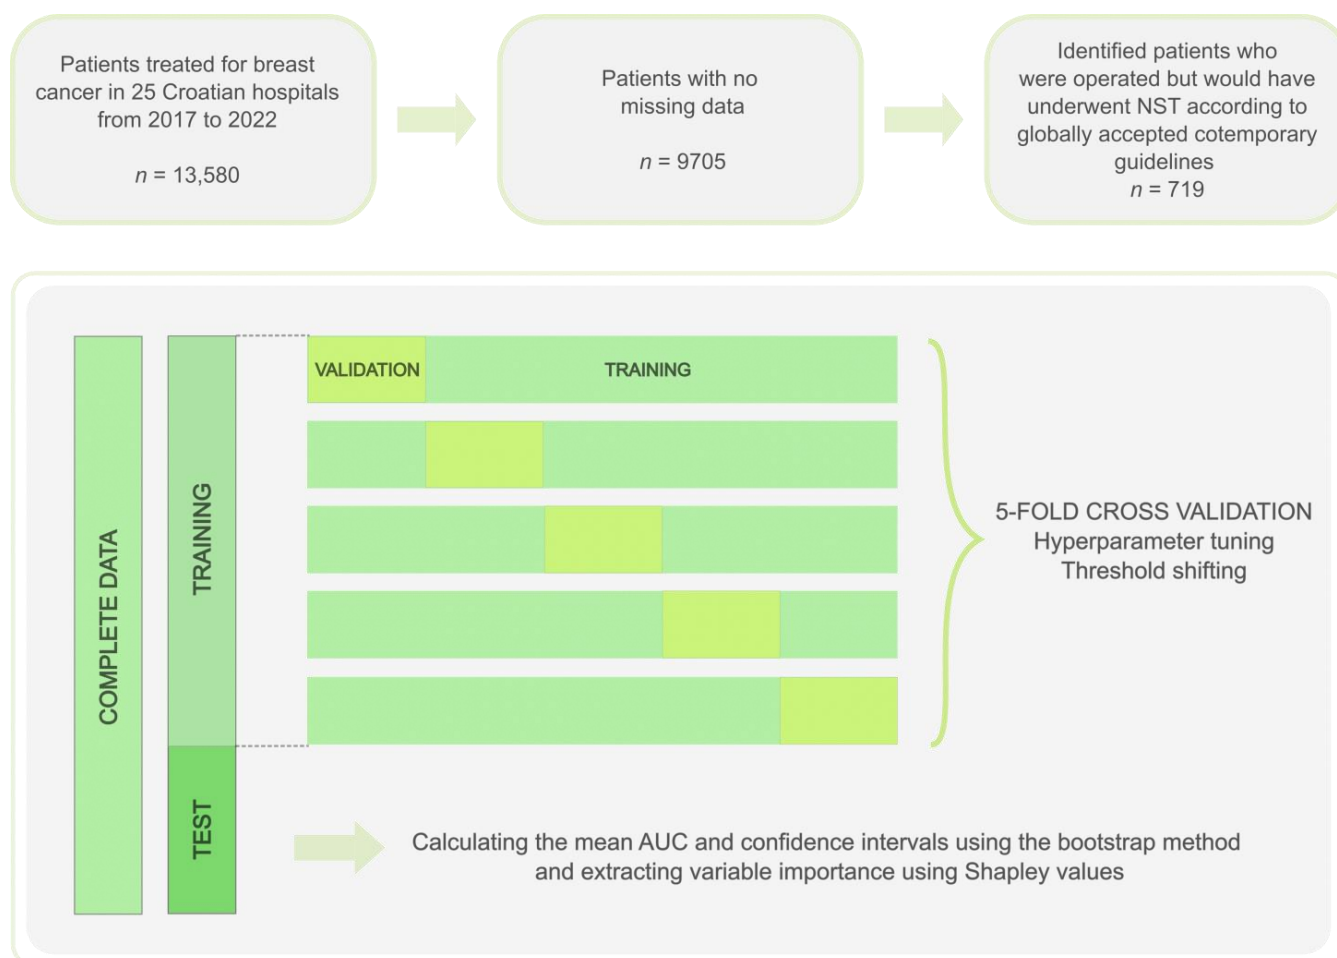 Patients treated for breast
cancer in 25 Croatian hospitals
from 2017 to 2022
n = 13,580
Patients with no
missing data
n = 9705
Identified patients who
were operated but would have
underwent NST according to
globally accepted cotemporary
guidelines
n = 719
COMPLETE DATA
TRAINING
TEST
VALIDATION
TRAINING
5-FOLD CROSS VALIDATION
Hyperparameter tuning
Threshold shifting
Calculating the mean AUC and confidence intervals using the bootstrap method
and extracting variable importance using Shapley values